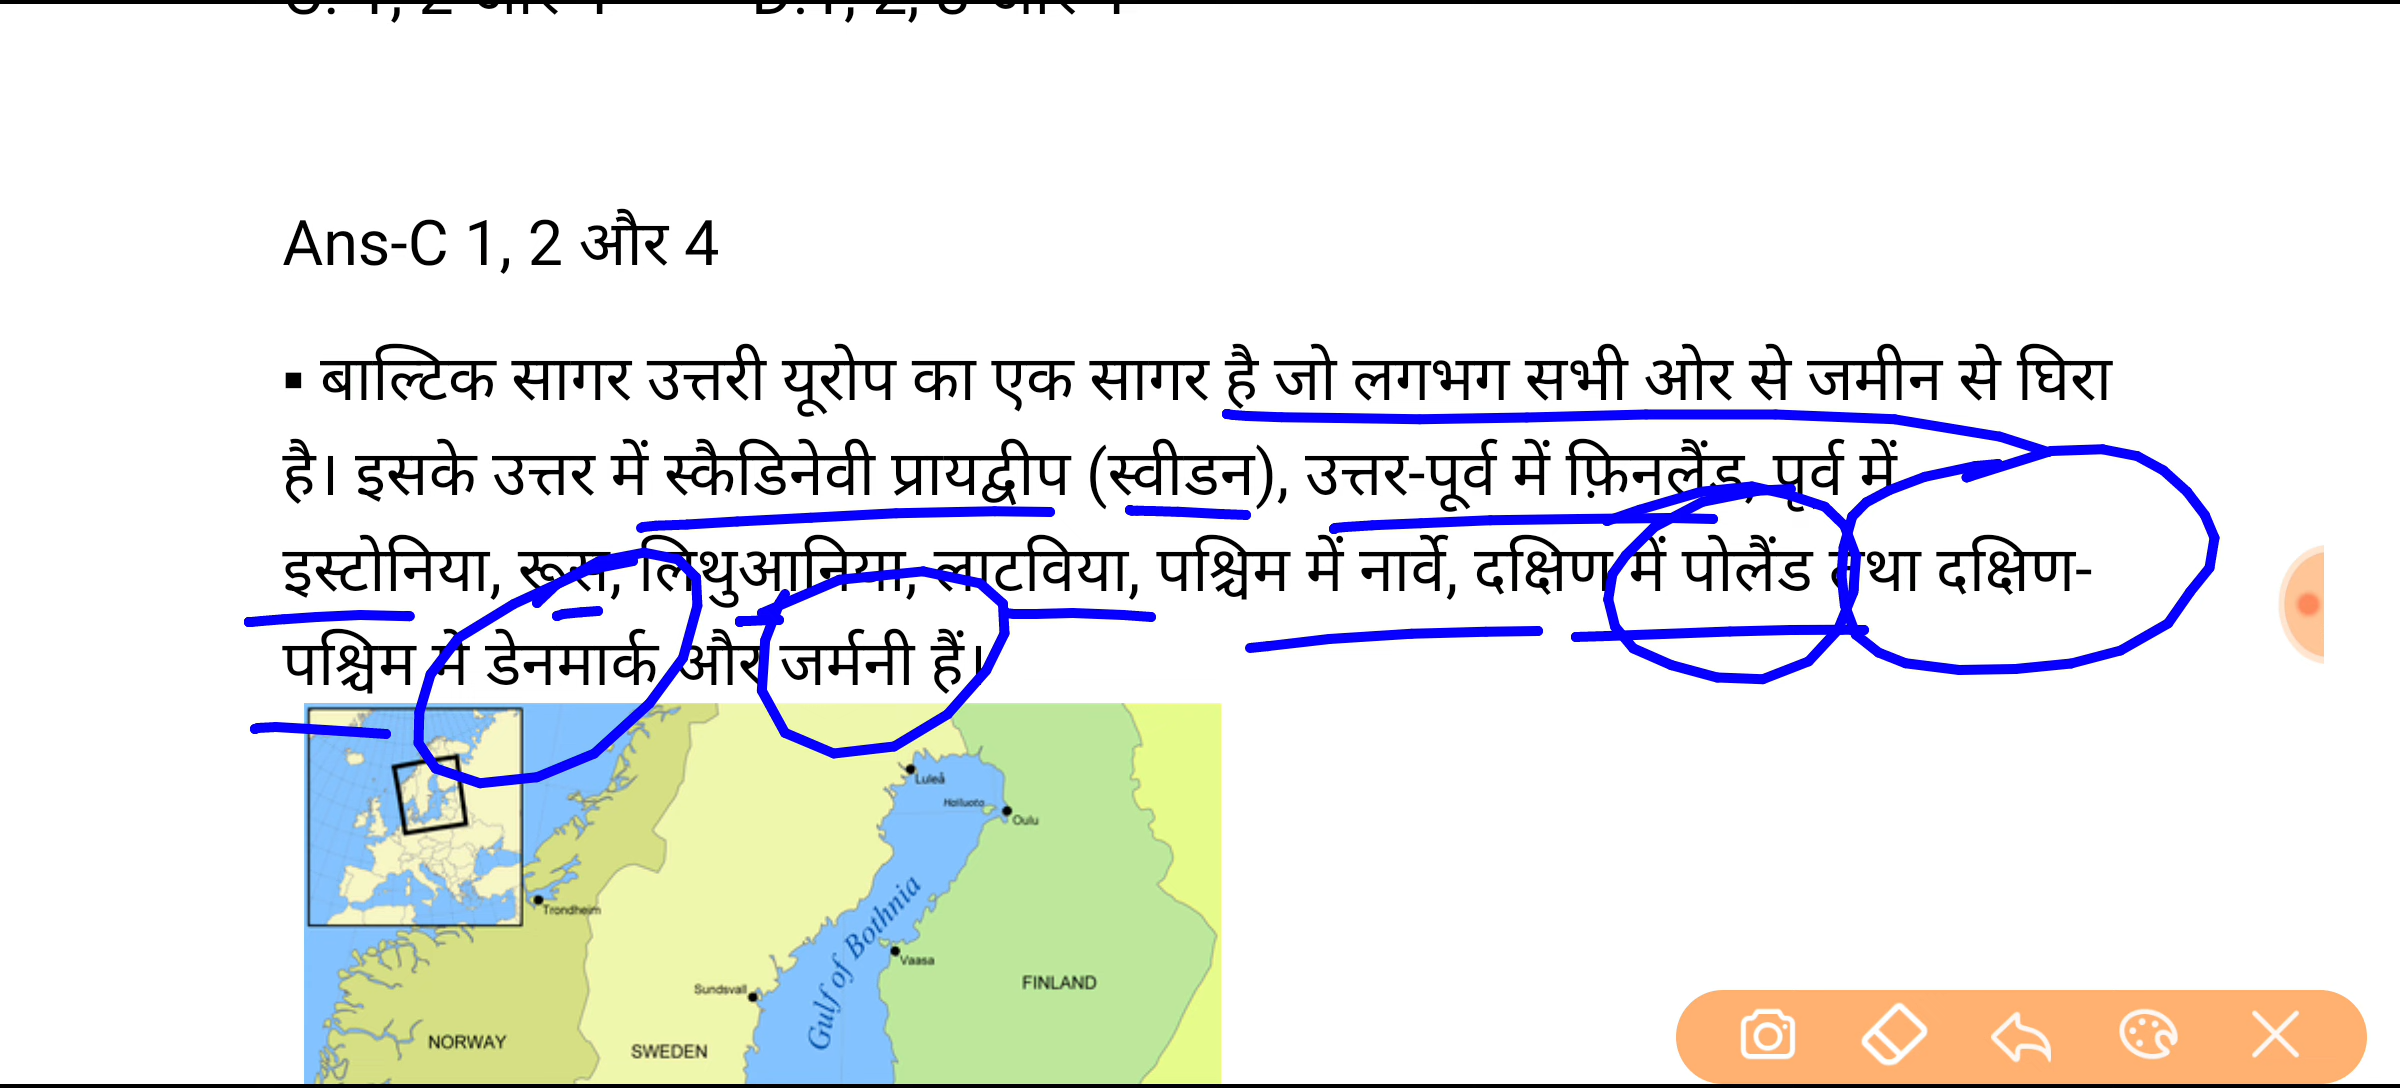 Ans-C 1, 2 और 4
▪ बाल्टिक सागर उत्तरी यूरोप का एक सागर है जो लगभग सभी ओर से जमीन से घिरा
है। इसके उत्तर में स्कैडिनेवी प्रायद्वीप (स्वीडन), उत्तर-पूर्व में फ़िनलैंड, पूर्व में
इस्टोनिया, रूस, लिथुआनिया, लाटविया, पश्चिम में नार्वे, दक्षिण में पोलैंड तथा दक्षिण-
पश्चिम मे डेनमार्क और जर्मनी हैं।
Luleå
Hailuoto
Oulu
Trondheim
Gulf of Bothnia
Vaasa
Sundsvall
FINLAND
NORWAY
SWEDEN